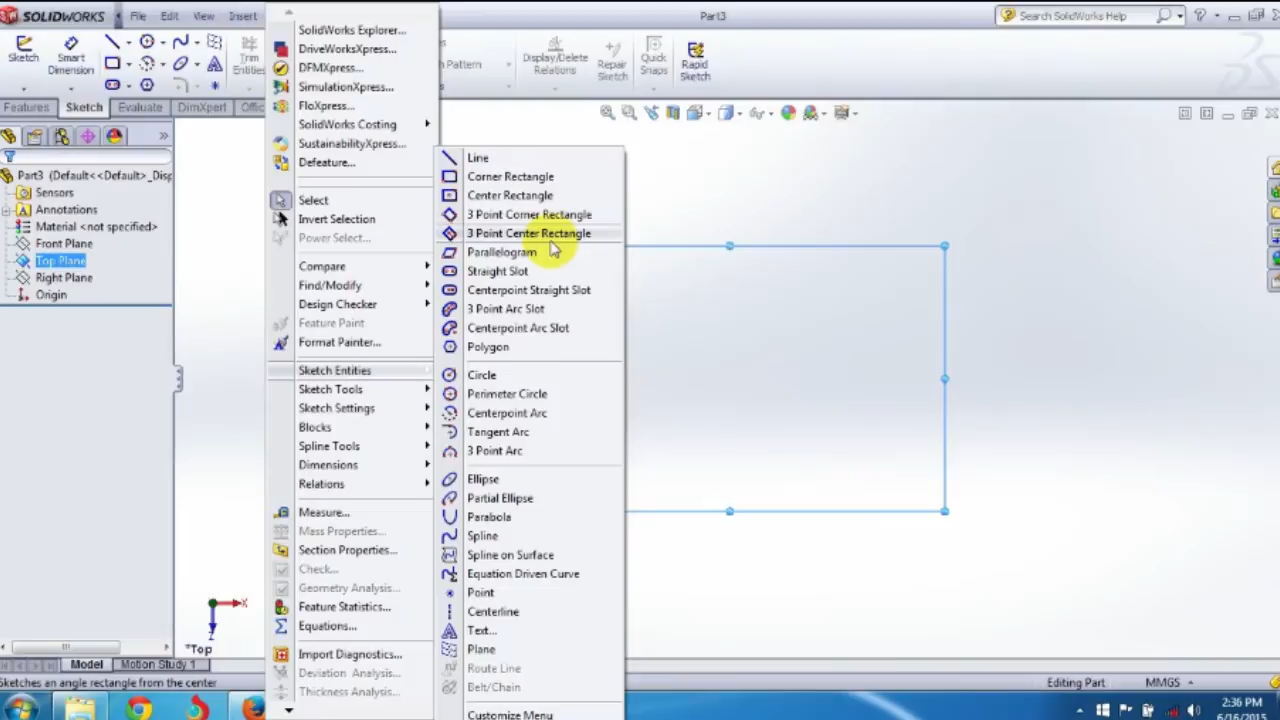 SOLIDWORKS
File
Edit
View
Insert
Part3
Search SolidWorks Help
Sketch
Smart
Dimension
Trim
Entities
Pattern
Display/Delete
Relations
Repair
Sketch
Quick
Snaps
Rapid
Sketch
Features
Sketch
Evaluate
DimXpert
Offic
Part3 (Default<<Default>_Disp
Sensors
Annotations
Material <not specified>
Front Plane
Top Plane
Right Plane
Origin
SolidWorks Explorer...
DriveWorksXpress...
DFMXpress...
SimulationXpress...
FloXpress...
SolidWorks Costing
SustainabilityXpress...
Defeature...
Select
Invert Selection
Power Select...
Compare
Find/Modify
Design Checker
Feature Paint
Format Painter...
Sketch Entities
Sketch Tools
Sketch Settings
Blocks
Spline Tools
Dimensions
Relations
Measure...
Mass Properties...
Section Properties...
Check...
Geometry Analysis...
Feature Statistics...
Equations...
Import Diagnostics...
Deviation Analysis...
Thickness Analysis...
Line
Corner Rectangle
Center Rectangle
3 Point Corner Rectangle
3 Point Center Rectangle
Parallelogram
Straight Slot
Centerpoint Straight Slot
3 Point Arc Slot
Centerpoint Arc Slot
Polygon
Circle
Perimeter Circle
Centerpoint Arc
Tangent Arc
3 Point Arc
Ellipse
Partial Ellipse
Parabola
Spline
Spline on Surface
Equation Driven Curve
Point
Centerline
Text...
Plane
Route Line
Belt/Chain
Customize Menu
X
*Top
Model
Motion Study 1
Sketches an angle rectangle from the center
Editing Part
MMGS
2:36 PM
6/16/2015